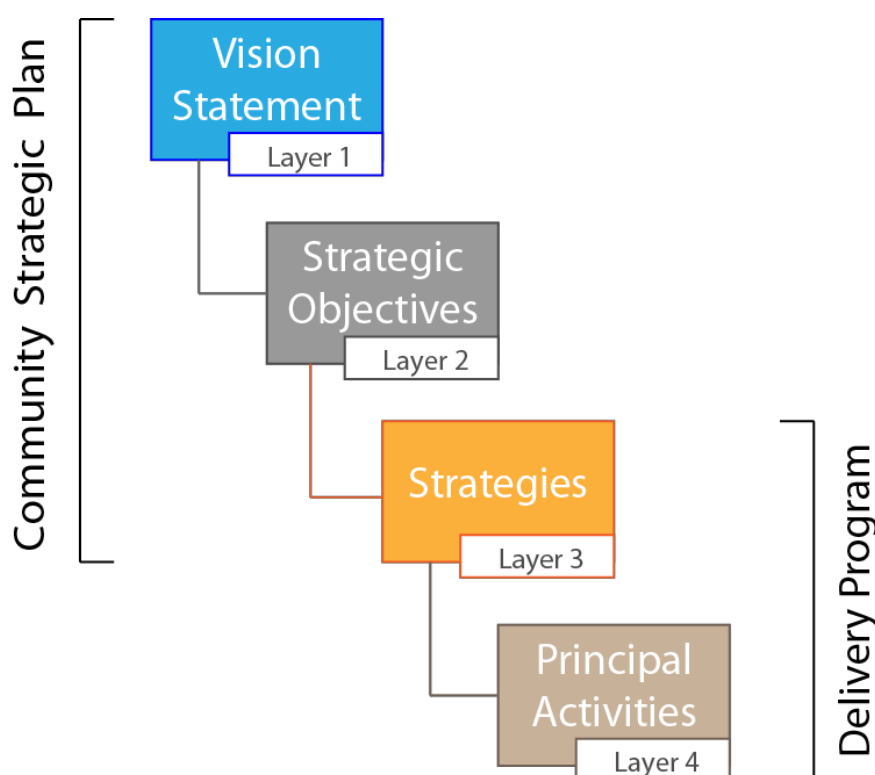 Community Strategic Plan
Vision
Statement
Layer 1
Strategic
Objectives
Layer 2
Strategies
Layer 3
Principal
Activities
Layer 4
Delivery Program